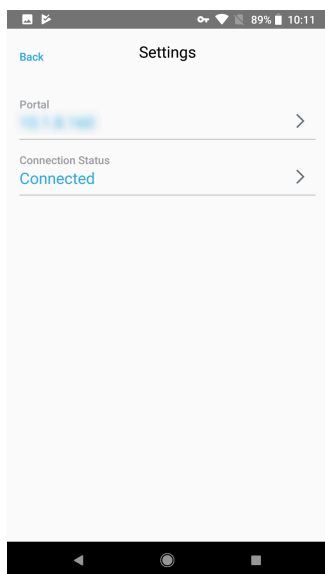 89% 10:11
Back
Settings
Portal
Connection Status
Connected